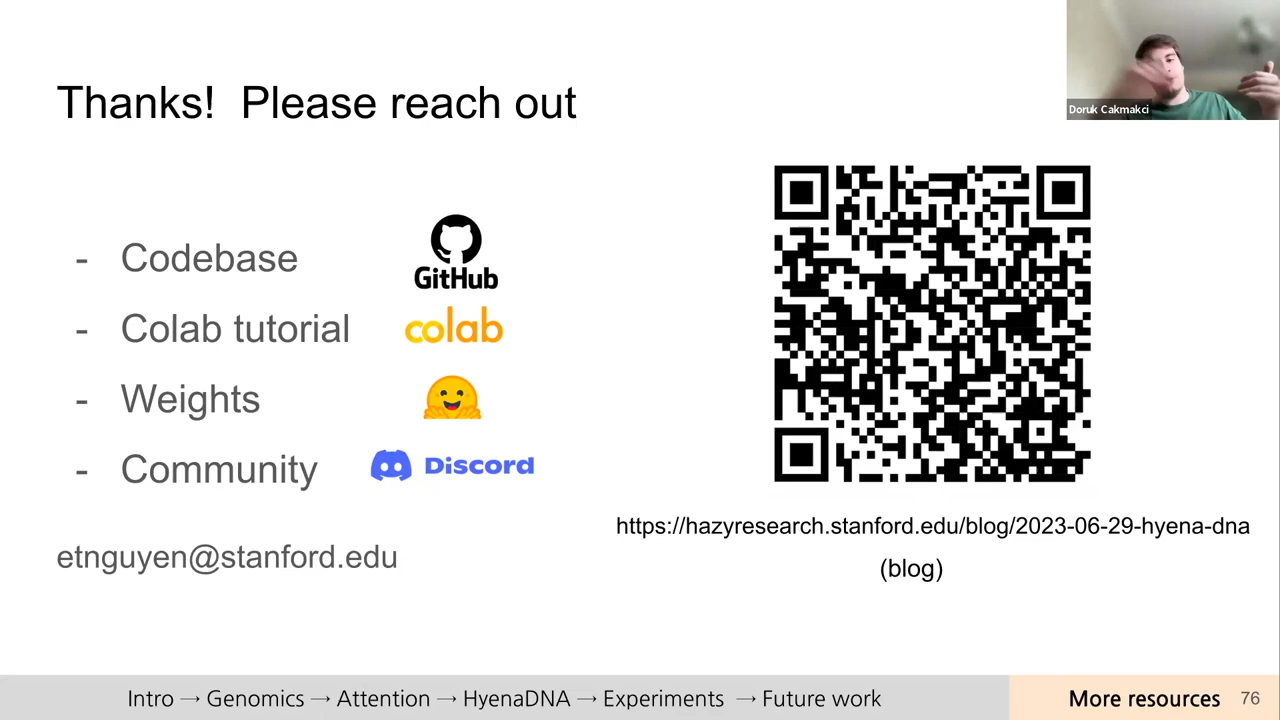 Doruk Cakmakci
Thanks!  Please reach out
- Codebase
GitHub
- Colab tutorial
colab
- Weights
- Community
Discord
etnguyen@stanford.edu
https://hazyresearch.stanford.edu/blog/2023-06-29-hyena-dna
(blog)
Intro → Genomics → Attention → HyenaDNA → Experiments → Future work
More resources 76